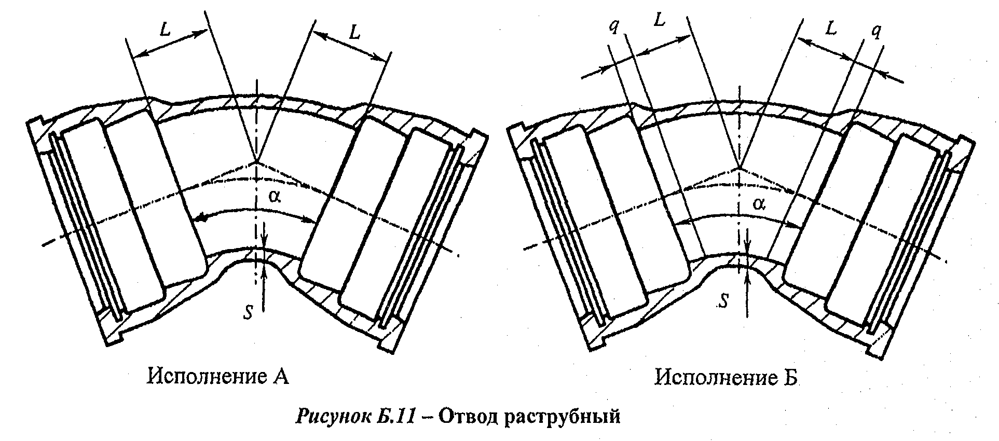 L L q L L q
α α
S S
Исполнение А Исполнение Б
Рисунок Б.11 – Отвод раструбный